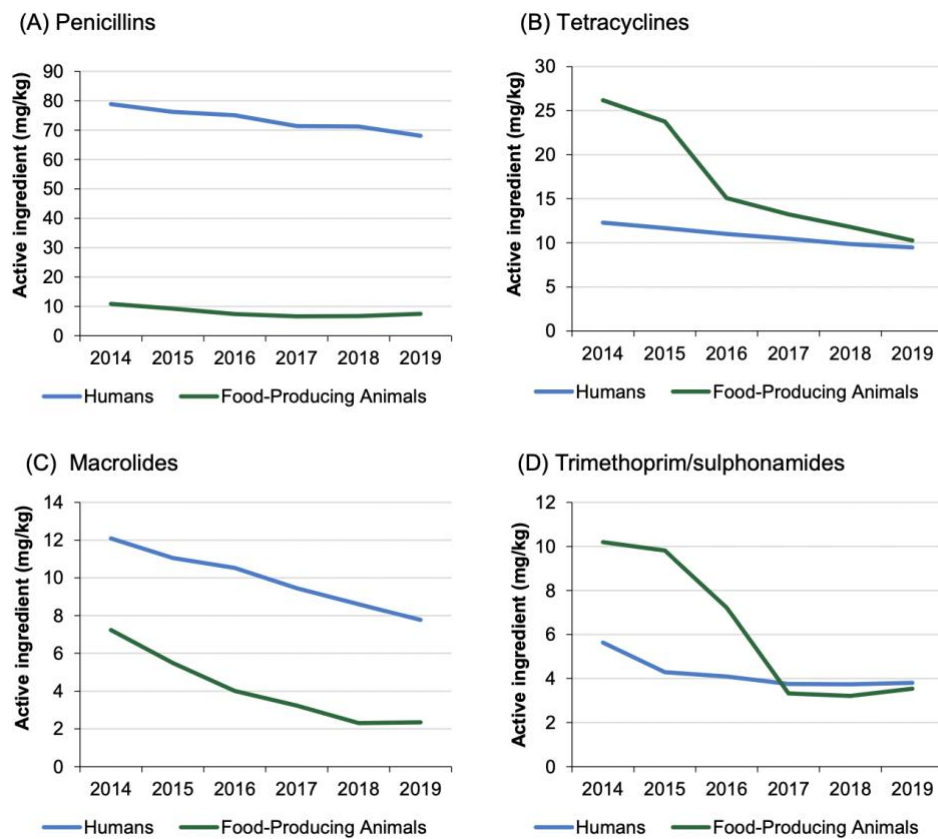 (A) Penicillins
Active ingredient (mg/kg)
90
80
70
60
50
40
30
20
10
0
2014 2015 2016 2017 2018 2019
Humans Food-Producing Animals
(B) Tetracyclines
Active ingredient (mg/kg)
30
25
20
15
10
5
0
2014 2015 2016 2017 2018 2019
Humans Food-Producing Animals
(C) Macrolides
Active ingredient (mg/kg)
14
12
10
8
6
4
2
0
2014 2015 2016 2017 2018 2019
Humans Food-Producing Animals
(D) Trimethoprim/sulphonamides
Active ingredient (mg/kg)
12
10
8
6
4
2
0
2014 2015 2016 2017 2018 2019
Humans Food-Producing Animals